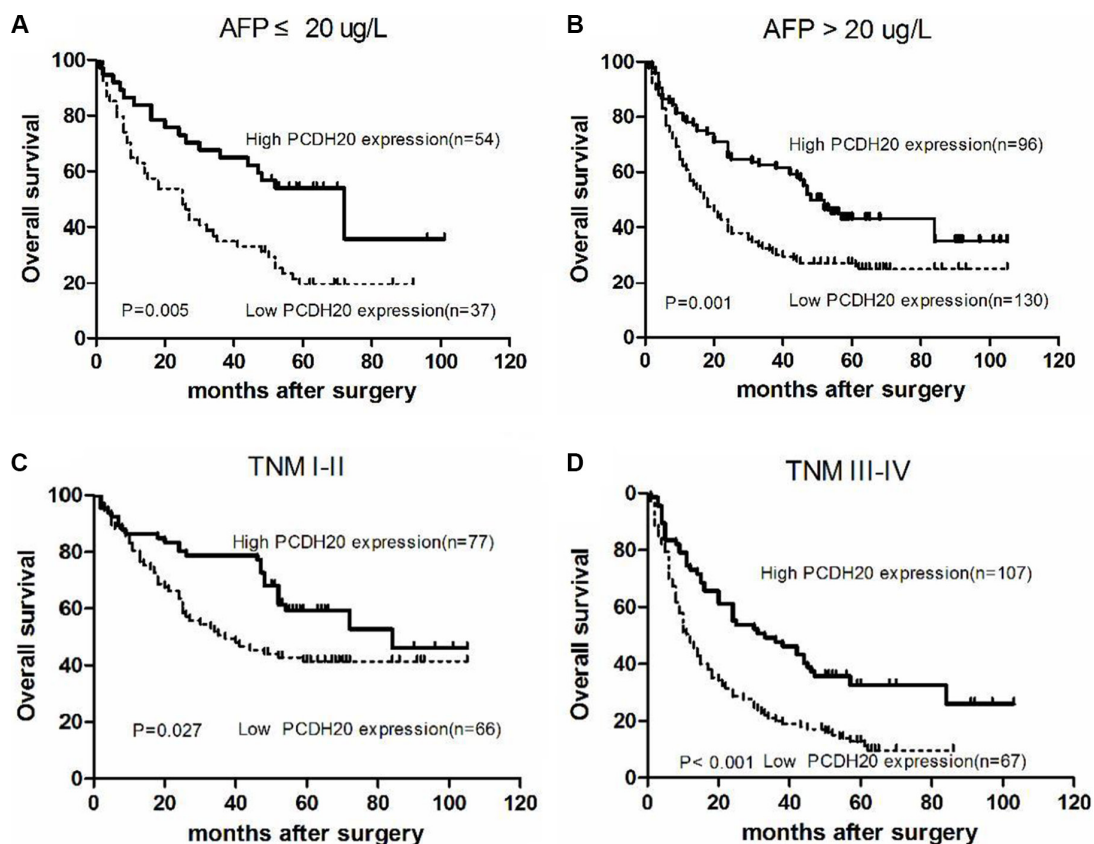 A
AFP ≤ 20 ug/L
100
80
60
40
20
0
Overall survival
High PCDH20 expression(n=54)
P=0.005
Low PCDH20 expression(n=37)
0 20 40 60 80 100 120
months after surgery
B
AFP > 20 ug/L
100
80
60
40
20
0
Overall survival
High PCDH20 expression(n=96)
P=0.001
Low PCDH20 expression(n=130)
0 20 40 60 80 100 120
months after surgery
C
TNM I-II
100
80
60
40
20
0
Overall survival
High PCDH20 expression(n=77)
P=0.027
Low PCDH20 expression(n=66)
0 20 40 60 80 100 120
months after surgery
D
TNM III-IV
0
80
60
40
20
0
Overall survival
High PCDH20 expression(n=107)
P< 0.001 Low PCDH20 expression(n=67)
0 20 40 60 80 100 120
months after surgery